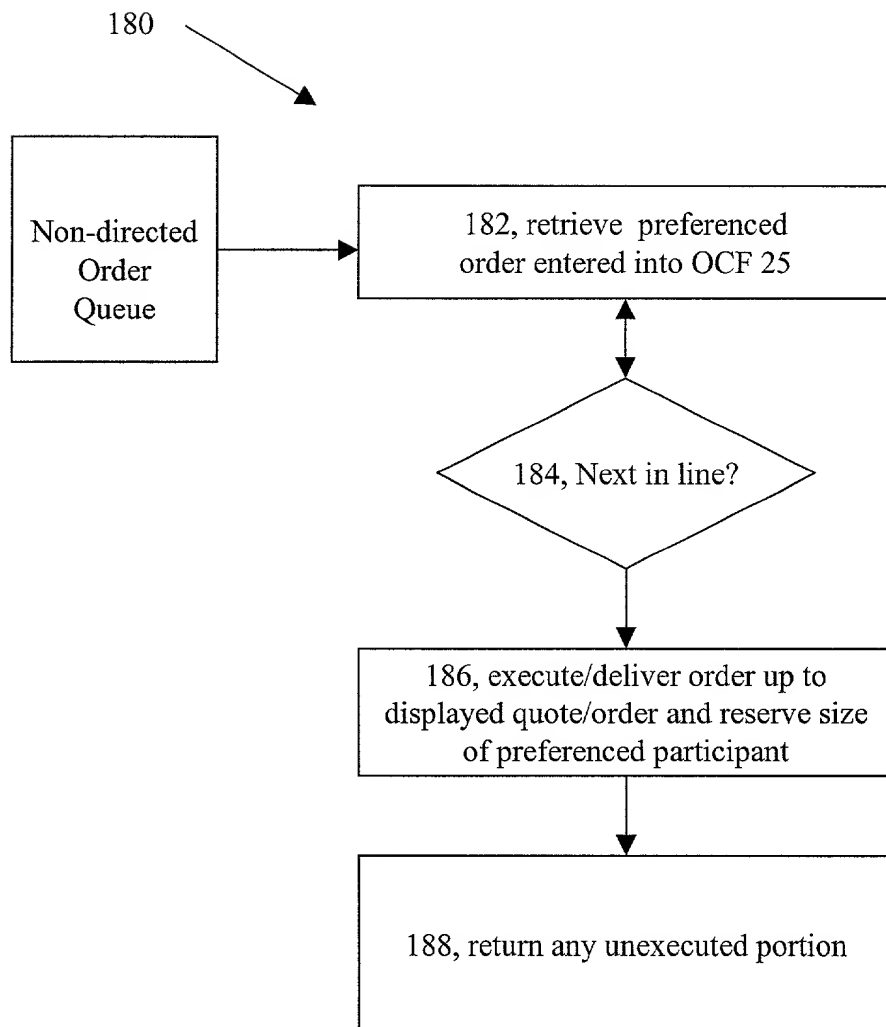 180
Non-directed
Order
Queue
182, retrieve preferenced
order entered into OCF 25
184, Next in line?
186, execute/deliver order up to
displayed quote/order and reserve size
of preferenced participant
188, return any unexecuted portion